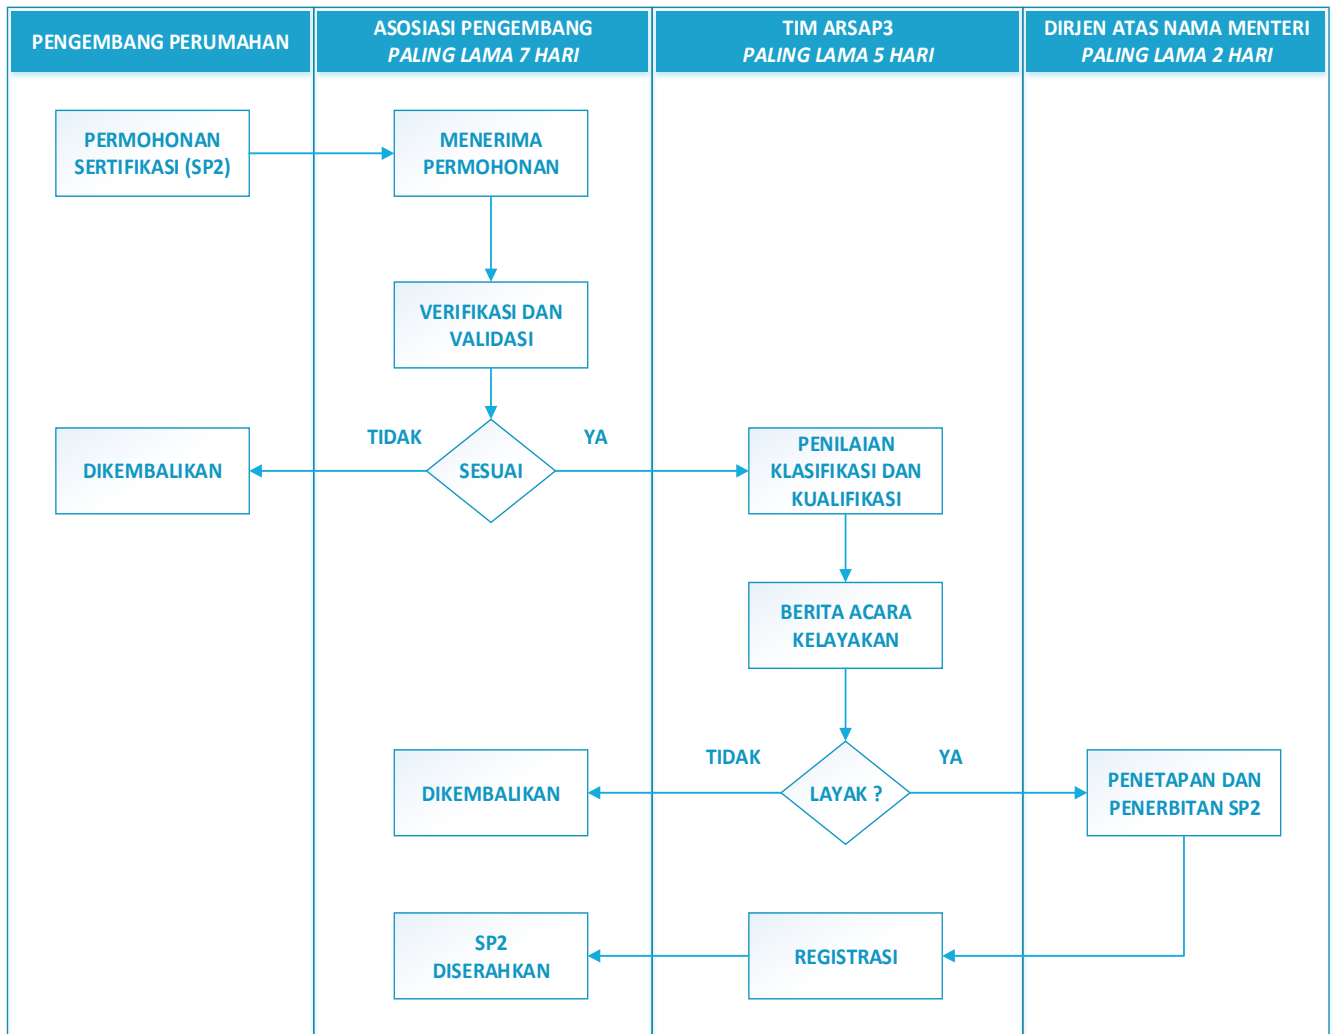 PENGEMBANG PERUMAHAN
ASOSIASI PENGEMBANG
PALING LAMA 7 HARI
TIM ARSAP3
PALING LAMA 5 HARI
DIRJEN ATAS NAMA MENTERI
PALING LAMA 2 HARI
PERMOHONAN
SERTIFIKASI (SP2)
MENERIMA
PERMOHONAN
VERIFIKASI DAN
VALIDASI
TIDAK
YA
DIKEMBALIKAN
SESUAI
PENILAIAN
KLASIFIKASI DAN
KUALIFIKASI
BERITA ACARA
KELAYAKAN
TIDAK
YA
DIKEMBALIKAN
LAYAK ?
PENETAPAN DAN
PENERBITAN SP2
SP2
DISERAHKAN
REGISTRASI